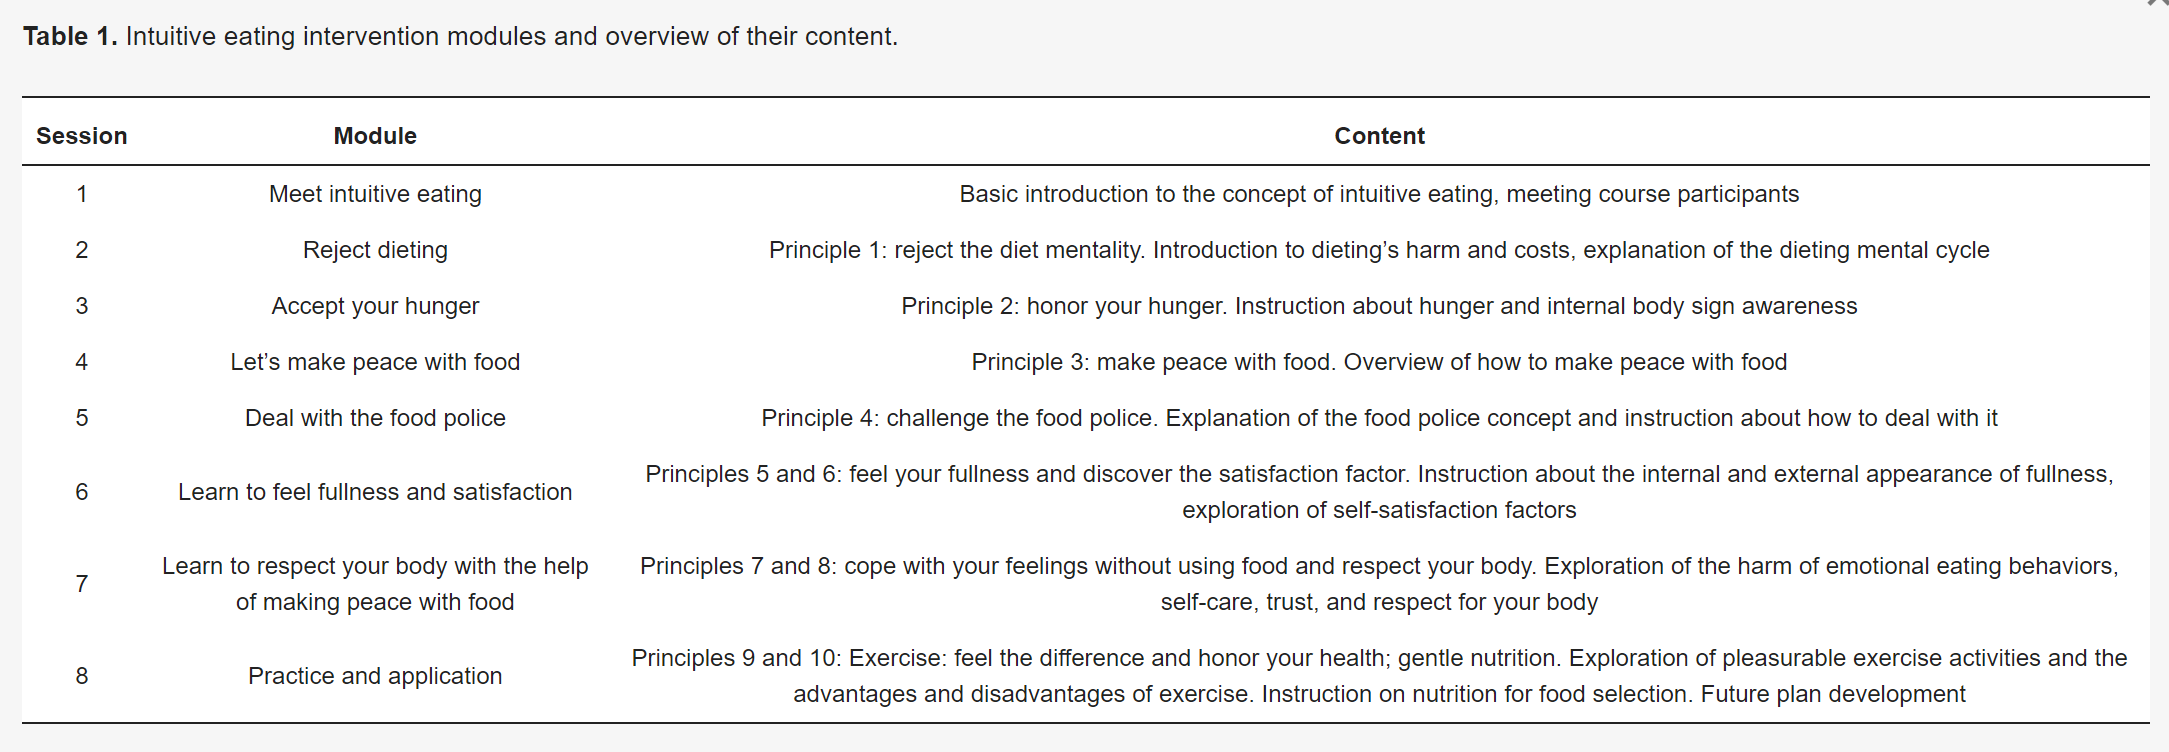 Table 1. Intuitive eating intervention modules and overview of their content.
Session Module Content
1 Meet intuitive eating Basic introduction to the concept of intuitive eating, meeting course participants
2 Reject dieting Principle 1: reject the diet mentality. Introduction to dieting’s harm and costs, explanation of the dieting mental cycle
3 Accept your hunger Principle 2: honor your hunger. Instruction about hunger and internal body sign awareness
4 Let’s make peace with food Principle 3: make peace with food. Overview of how to make peace with food
5 Deal with the food police Principle 4: challenge the food police. Explanation of the food police concept and instruction about how to deal with it
6 Learn to feel fullness and satisfaction Principles 5 and 6: feel your fullness and discover the satisfaction factor. Instruction about the internal and external appearance of fullness,
exploration of self-satisfaction factors
7 Learn to respect your body with the help
of making peace with food
Principles 7 and 8: cope with your feelings without using food and respect your body. Exploration of the harm of emotional eating behaviors,
self-care, trust, and respect for your body
8 Practice and application Principles 9 and 10: Exercise: feel the difference and honor your health; gentle nutrition. Exploration of pleasurable exercise activities and the
advantages and disadvantages of exercise. Instruction on nutrition for food selection. Future plan development